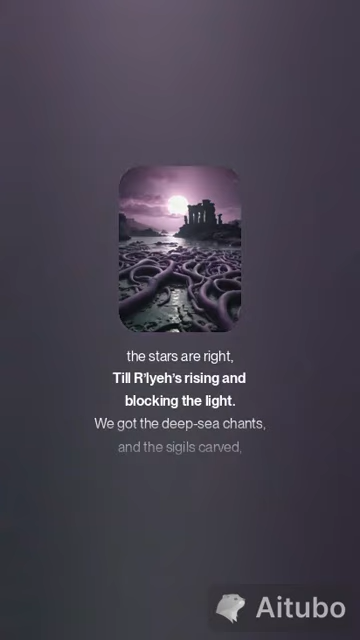 the stars are right,
Till R'lyeh's rising and
blocking the light.
We got the deep-sea chants,
and the sigils carved,
Aitubo